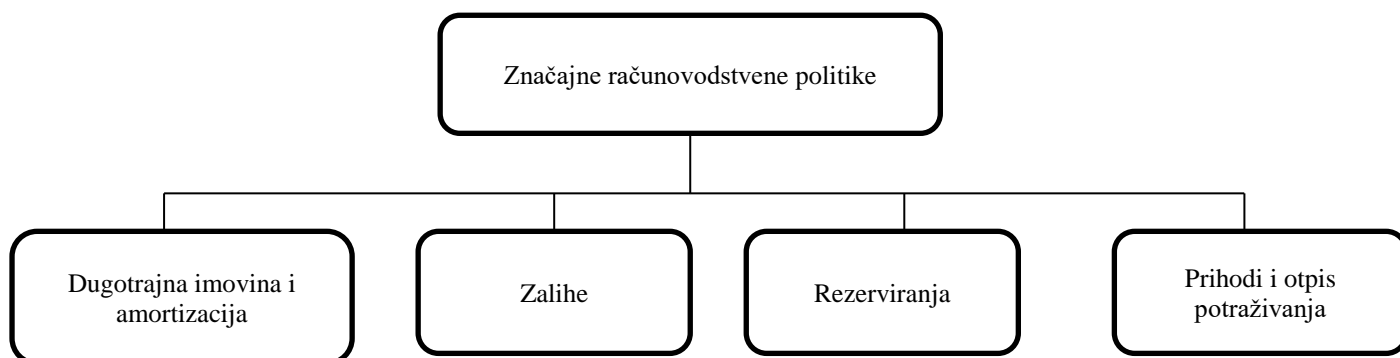 Značajne računovodstvene politike
Dugotrajna imovina i
amortizacija
Zalihe
Rezerviranja
Prihodi i otpis
potraživanja